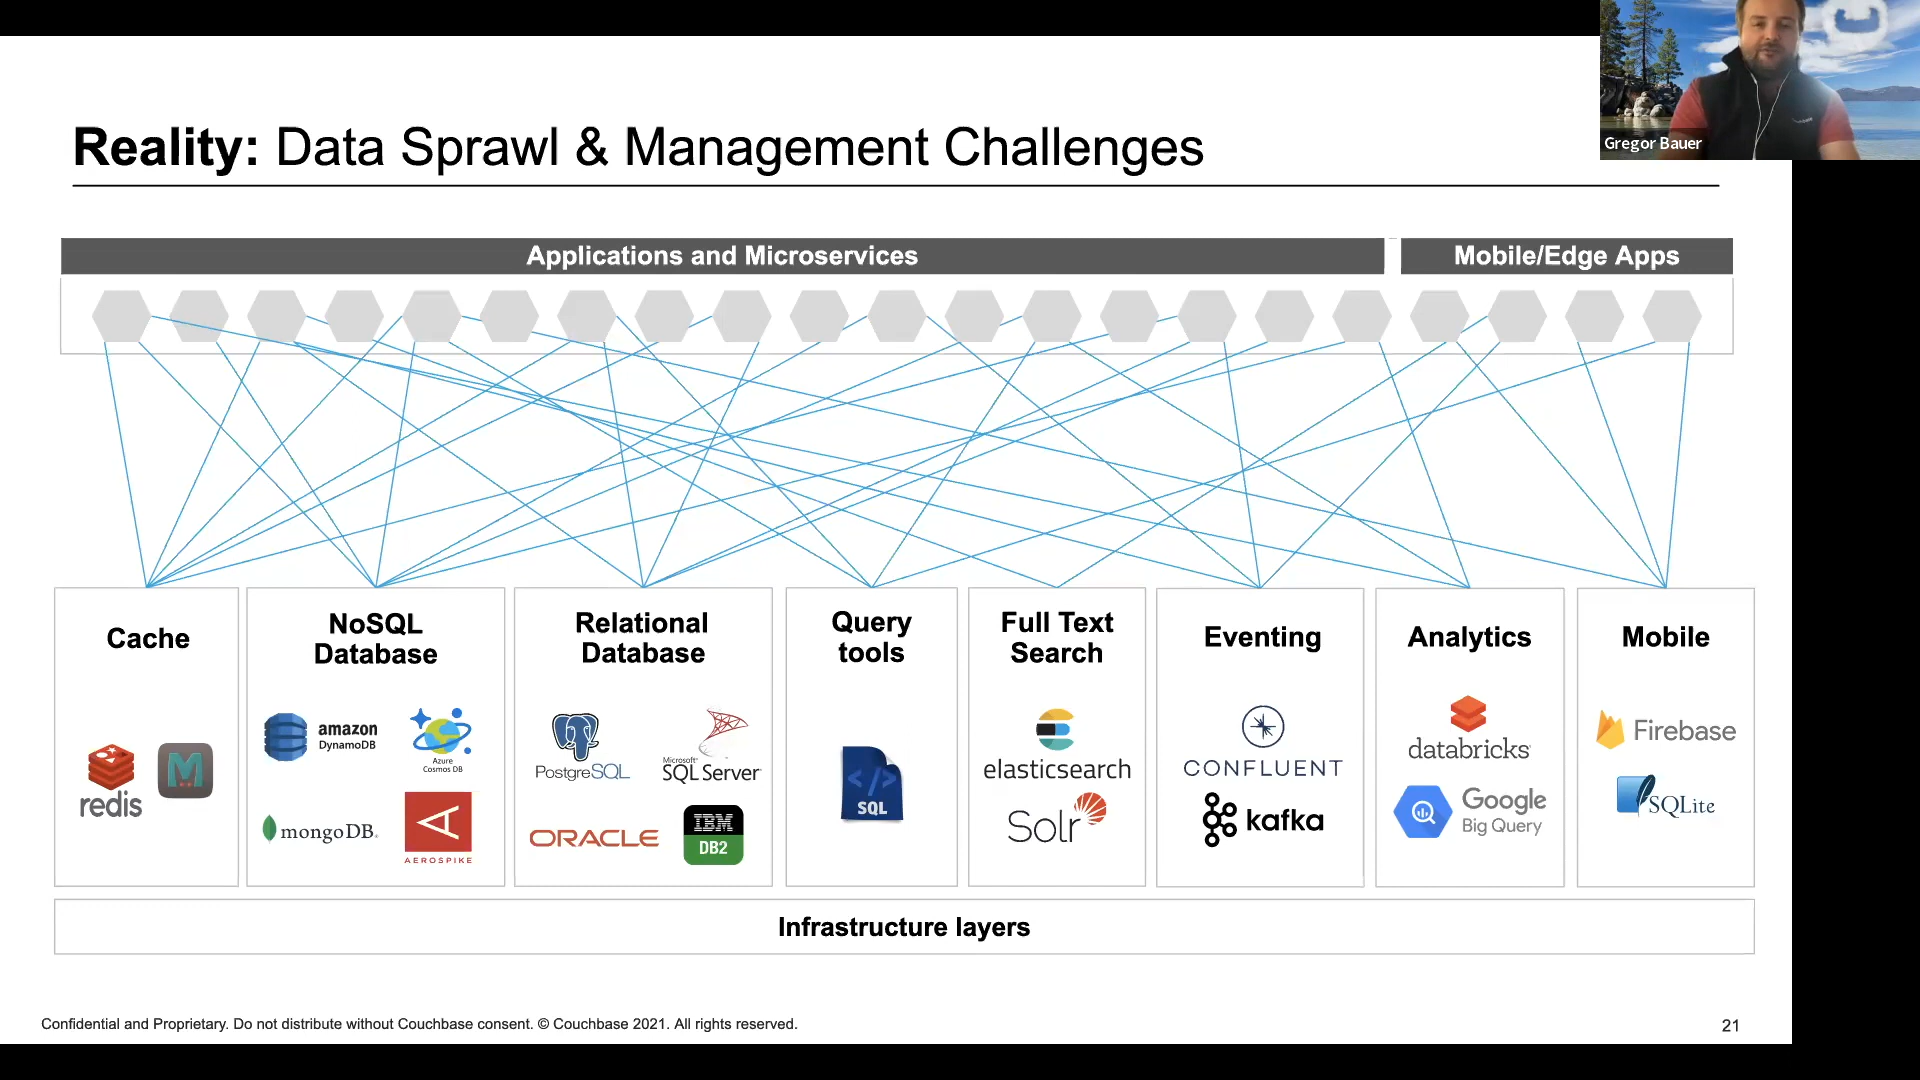 Gregor Bauer
Reality: Data Sprawl & Management Challenges
Applications and Microservices
Mobile/Edge Apps
Cache
redis
M
NoSQL
Database
amazon
DynamoDB
Azure
Cosmos DB
mongoDB.
AEROSPIKE
Relational
Database
PostgreSQL
Microsoft®
SQL Server
ORACLE
IBM
DB2
Query
tools
</>
SQL
Full Text
Search
elasticsearch
Solr
Eventing
CONFLUENT
kafka
Analytics
databricks
Google
Big Query
Mobile
Firebase
SQLite
Infrastructure layers
Confidential and Proprietary. Do not distribute without Couchbase consent. © Couchbase 2021. All rights reserved.
21